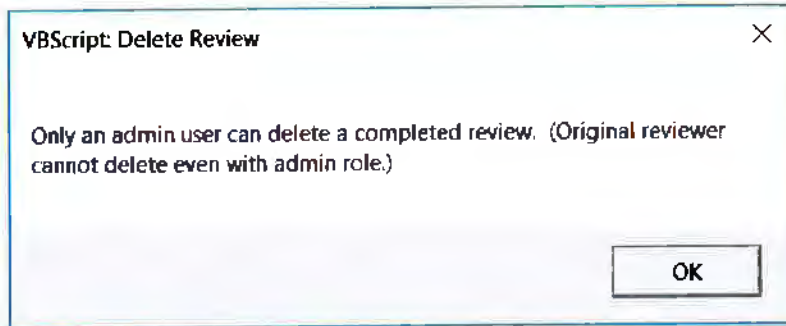 VBScript: Delete Review
Only an admin user can delete a completed review. (Original reviewer
cannot delete even with admin role.)
OK